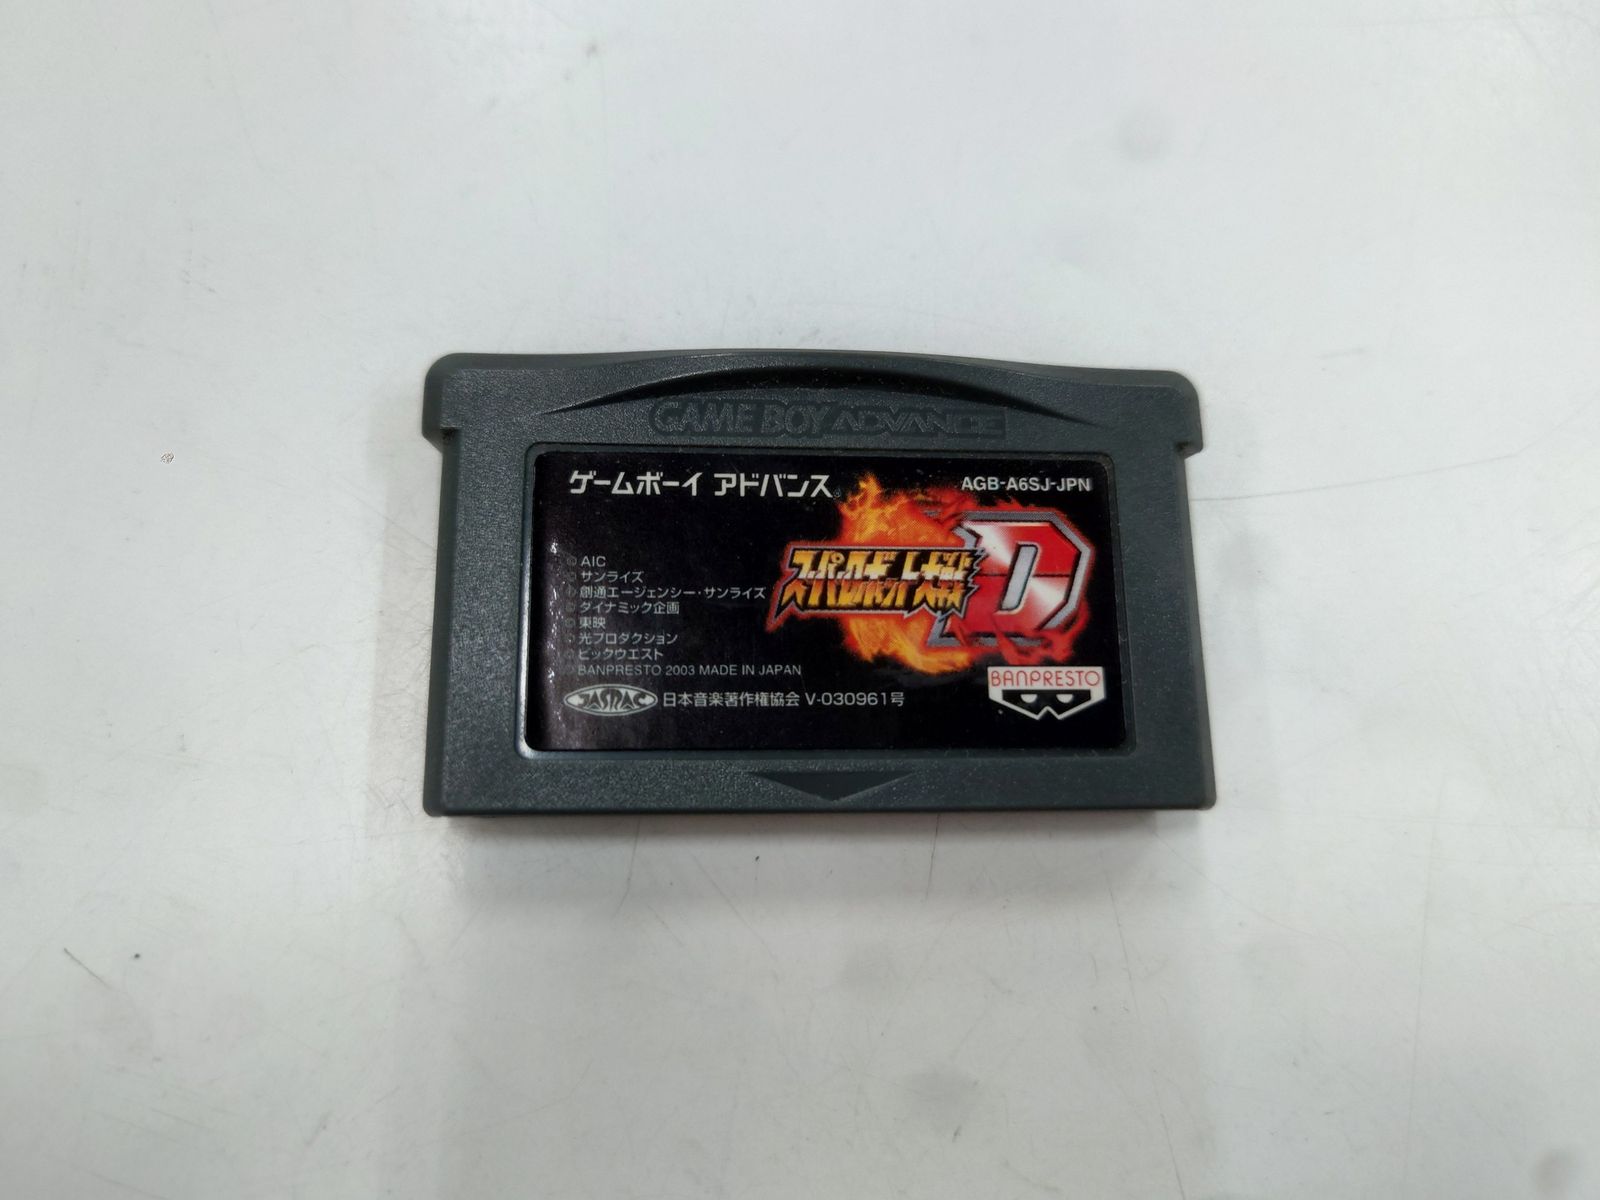 GAME BOY ADVANCE
ゲームボーイ アドバンス
AGB-A6SJ-JPN
スーパーロボット大戦 D
© AIC
© サンライズ
© 創通エージェンシー・サンライズ
© ダイナミック企画
© 東映
© 光プロダクション
© ビックウエスト
© BANPRESTO 2003 MADE IN JAPAN
BANPRESTO
JASRAC 日本音楽著作権協会 V-030961号